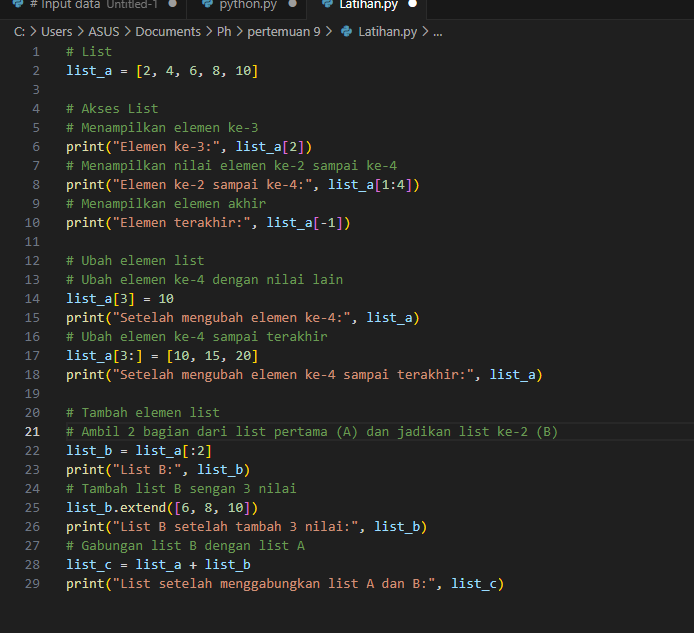 # Input data Untitled-1 ● python.py ● Latihan.py ●
C: > Users > ASUS > Documents > Ph > pertemuan 9 > Latihan.py > ...
1 # List
2 list_a = [2, 4, 6, 8, 10]
3
4 # Akses List
5 # Menampilkan elemen ke-3
6 print("Elemen ke-3:", list_a[2])
7 # Menampilkan nilai elemen ke-2 sampai ke-4
8 print("Elemen ke-2 sampai ke-4:", list_a[1:4])
9 # Menampilkan elemen akhir
10 print("Elemen terakhir:", list_a[-1])
11
12 # Ubah elemen list
13 # Ubah elemen ke-4 dengan nilai lain
14 list_a[3] = 10
15 print("Setelah mengubah elemen ke-4:", list_a)
16 # Ubah elemen ke-4 sampai terakhir
17 list_a[3:] = [10, 15, 20]
18 print("Setelah mengubah elemen ke-4 sampai terakhir:", list_a)
19
20 # Tambah elemen list
21 # Ambil 2 bagian dari list pertama (A) dan jadikan list ke-2 (B)
22 list_b = list_a[:2]
23 print("List B:", list_b)
24 # Tambah list B sengan 3 nilai
25 list_b.extend([6, 8, 10])
26 print("List B setelah tambah 3 nilai:", list_b)
27 # Gabungan list B dengan list A
28 list_c = list_a + list_b
29 print("List setelah menggabungkan list A dan B:", list_c)